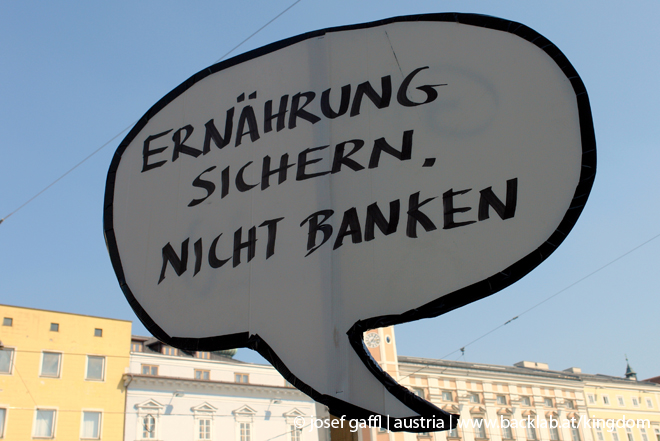 ERNÄHRUNG
SICHERN,
NICHT BANKEN
© josef gaffl | austria | www.backlab.at/kingdom